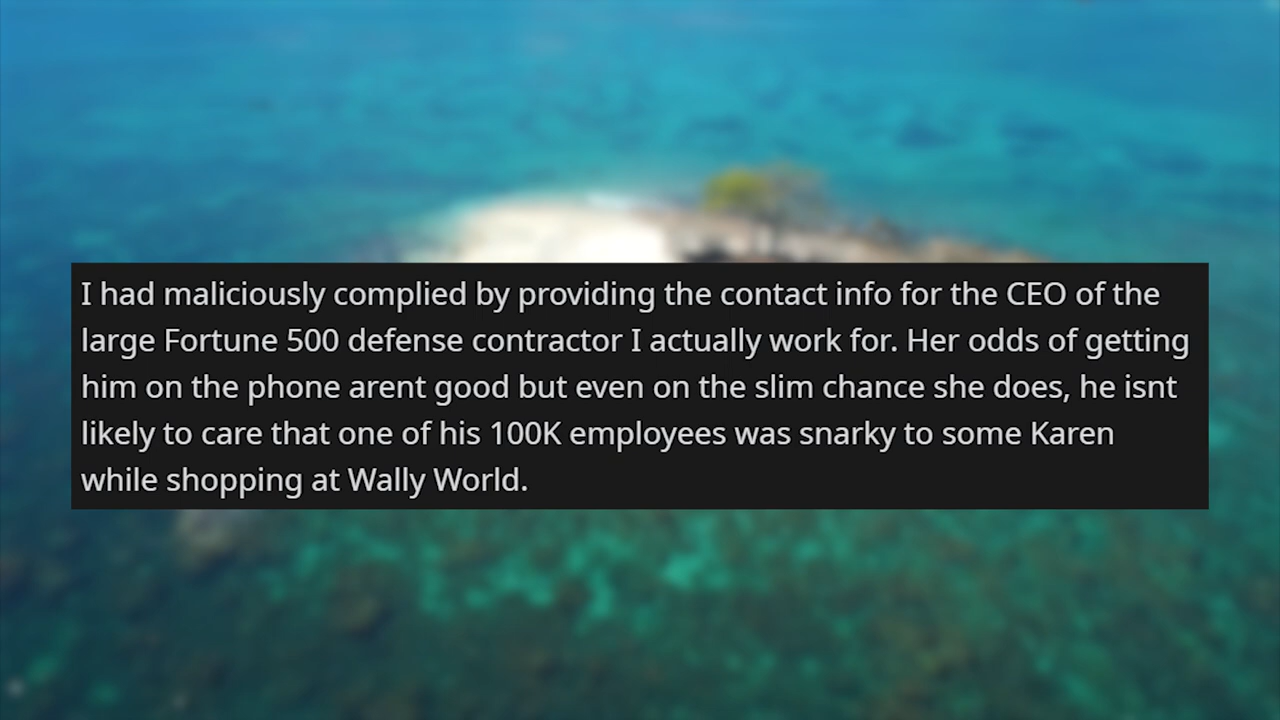 I had maliciously complied by providing the contact info for the CEO of the
large Fortune 500 defense contractor I actually work for. Her odds of getting
him on the phone arent good but even on the slim chance she does, he isnt
likely to care that one of his 100K employees was snarky to some Karen
while shopping at Wally World.